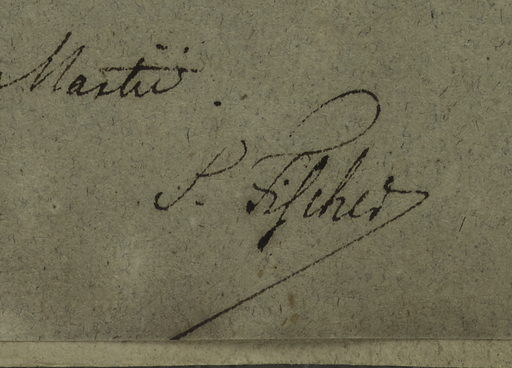 Martii.
P. Fischer